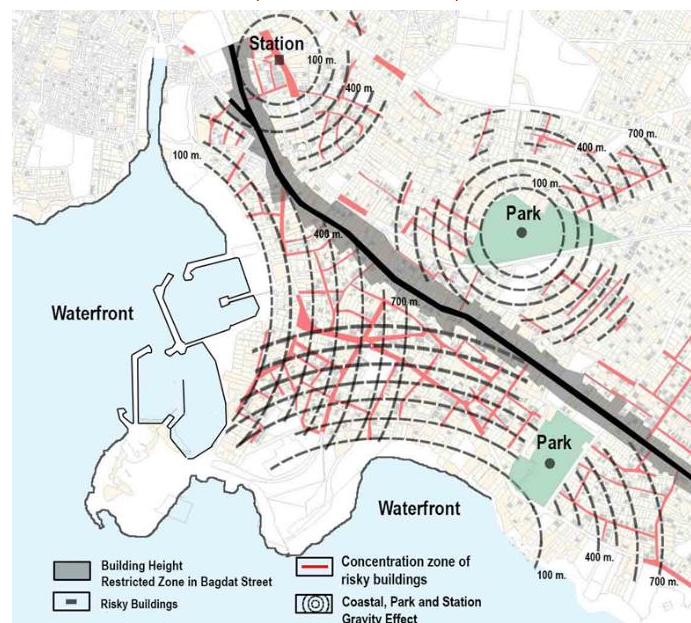 Station
100 m.
400 m.
700 m.
400 m.
100 m.
100 m.
Park
400 m.
700 m.
Waterfront
Park
Waterfront
400 m.
100 m.
700 m.
Building Height
Restricted Zone in Bagdat Street
Risky Buildings
Concentration zone of
risky buildings
Coastal, Park and Station
Gravity Effect